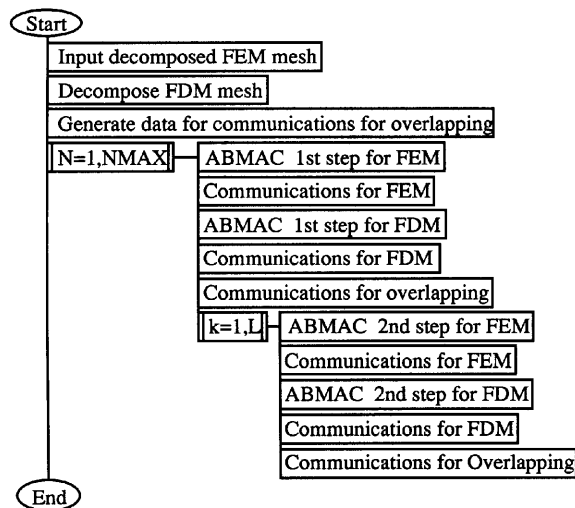 Start
Input decomposed FEM mesh
Decompose FDM mesh
Generate data for communications for overlapping
N=1,NMAX
ABMAC 1st step for FEM
Communications for FEM
ABMAC 1st step for FDM
Communications for FDM
Communications for overlapping
k=1,L
ABMAC 2nd step for FEM
Communications for FEM
ABMAC 2nd step for FDM
Communications for FDM
Communications for Overlapping
End